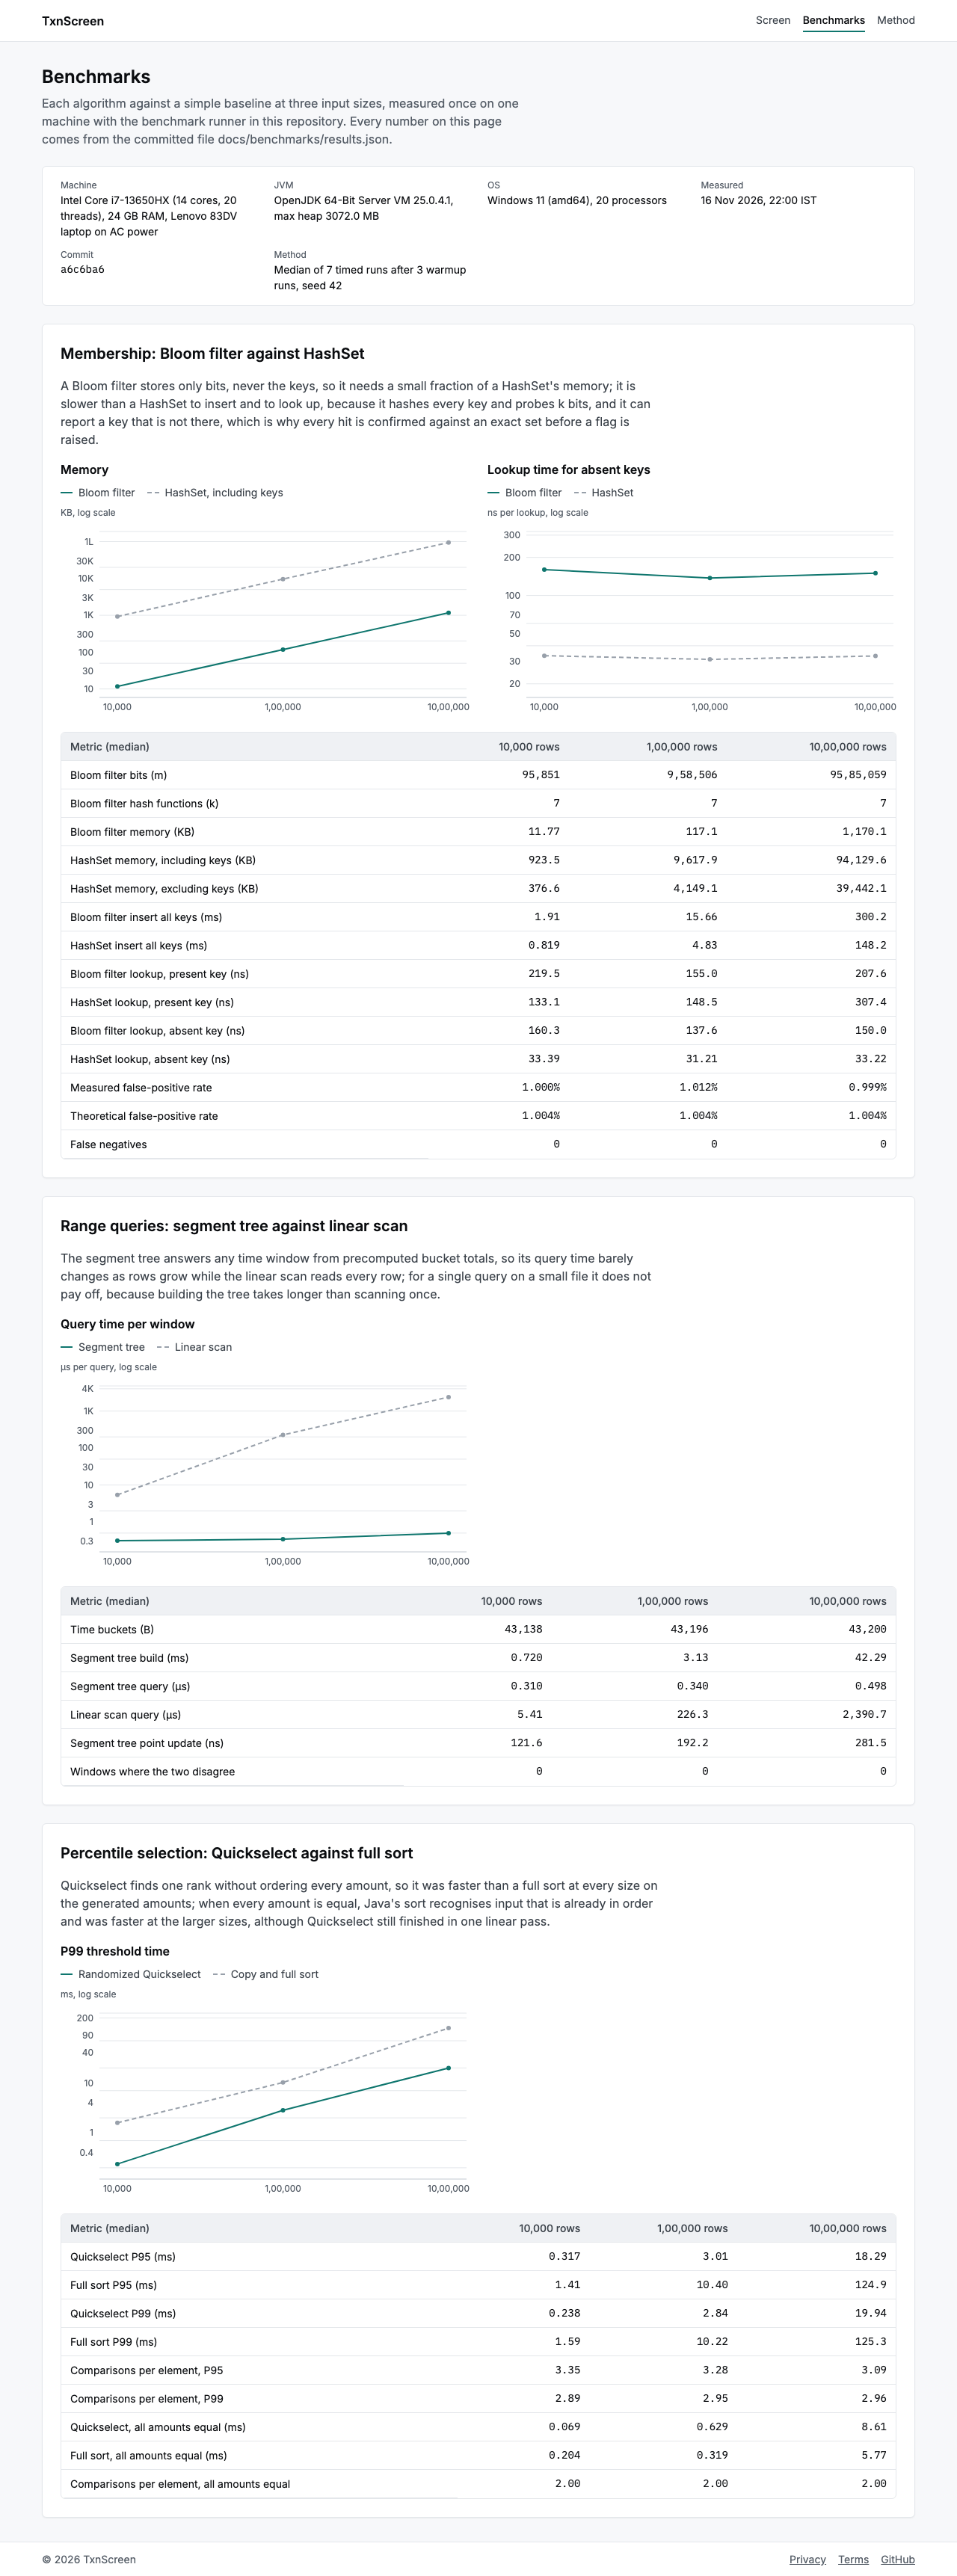 TxnScreen
Screen Benchmarks Method
Benchmarks
Each algorithm against a simple baseline at three input sizes, measured once on one
machine with the benchmark runner in this repository. Every number on this page
comes from the committed file docs/benchmarks/results.json.
Machine
Intel Core i7-13650HX (14 cores, 20
threads), 24 GB RAM, Lenovo 83DV
laptop on AC power
JVM
OpenJDK 64-Bit Server VM 25.0.4.1,
max heap 3072.0 MB
OS
Windows 11 (amd64), 20 processors
Measured
16 Nov 2026, 22:00 IST
Commit
a6c6ba6
Method
Median of 7 timed runs after 3 warmup
runs, seed 42
Membership: Bloom filter against HashSet
A Bloom filter stores only bits, never the keys, so it needs a small fraction of a HashSet's memory; it is
slower than a HashSet to insert and to look up, because it hashes every key and probes k bits, and it can
report a key that is not there, which is why every hit is confirmed against an exact set before a flag is
raised.
Memory
Bloom filter HashSet, including keys
KB, log scale
1L
30K
10K
3K
1K
300
100
30
10
10,000 1,00,000 10,00,000
Lookup time for absent keys
Bloom filter HashSet
ns per lookup, log scale
300
200
100
70
50
30
20
10,000 1,00,000 10,00,000
Metric (median) 10,000 rows 1,00,000 rows 10,00,000 rows
Bloom filter bits (m) 95,851 9,58,506 95,85,059
Bloom filter hash functions (k) 7 7 7
Bloom filter memory (KB) 11.77 117.1 1,170.1
HashSet memory, including keys (KB) 923.5 9,617.9 94,129.6
HashSet memory, excluding keys (KB) 376.6 4,149.1 39,442.1
Bloom filter insert all keys (ms) 1.91 15.66 300.2
HashSet insert all keys (ms) 0.819 4.83 148.2
Bloom filter lookup, present key (ns) 219.5 155.0 207.6
HashSet lookup, present key (ns) 133.1 148.5 307.4
Bloom filter lookup, absent key (ns) 160.3 137.6 150.0
HashSet lookup, absent key (ns) 33.39 31.21 33.22
Measured false-positive rate 1.000% 1.012% 0.999%
Theoretical false-positive rate 1.004% 1.004% 1.004%
False negatives 0 0 0
Range queries: segment tree against linear scan
The segment tree answers any time window from precomputed bucket totals, so its query time barely
changes as rows grow while the linear scan reads every row; for a single query on a small file it does not
pay off, because building the tree takes longer than scanning once.
Query time per window
Segment tree Linear scan
µs per query, log scale
4K
1K
300
100
30
10
3
1
0.3
10,000 1,00,000 10,00,000
Metric (median) 10,000 rows 1,00,000 rows 10,00,000 rows
Time buckets (B) 43,138 43,196 43,200
Segment tree build (ms) 0.720 3.13 42.29
Segment tree query (µs) 0.310 0.340 0.498
Linear scan query (µs) 5.41 226.3 2,390.7
Segment tree point update (ns) 121.6 192.2 281.5
Windows where the two disagree 0 0 0
Percentile selection: Quickselect against full sort
Quickselect finds one rank without ordering every amount, so it was faster than a full sort at every size on
the generated amounts; when every amount is equal, Java's sort recognises input that is already in order
and was faster at the larger sizes, although Quickselect still finished in one linear pass.
P99 threshold time
Randomized Quickselect Copy and full sort
ms, log scale
200
90
40
10
4
1
0.4
10,000 1,00,000 10,00,000
Metric (median) 10,000 rows 1,00,000 rows 10,00,000 rows
Quickselect P95 (ms) 0.317 3.01 18.29
Full sort P95 (ms) 1.41 10.40 124.9
Quickselect P99 (ms) 0.238 2.84 19.94
Full sort P99 (ms) 1.59 10.22 125.3
Comparisons per element, P95 3.35 3.28 3.09
Comparisons per element, P99 2.89 2.95 2.96
Quickselect, all amounts equal (ms) 0.069 0.629 8.61
Full sort, all amounts equal (ms) 0.204 0.319 5.77
Comparisons per element, all amounts equal 2.00 2.00 2.00
© 2026 TxnScreen
Privacy Terms GitHub